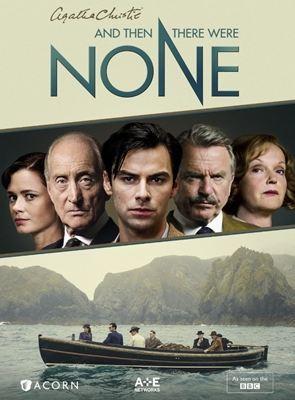 Agatha Christie
AND THEN
THERE WERE
NONE
ACORN
A+E
NETWORKS
As seen on the
BBC